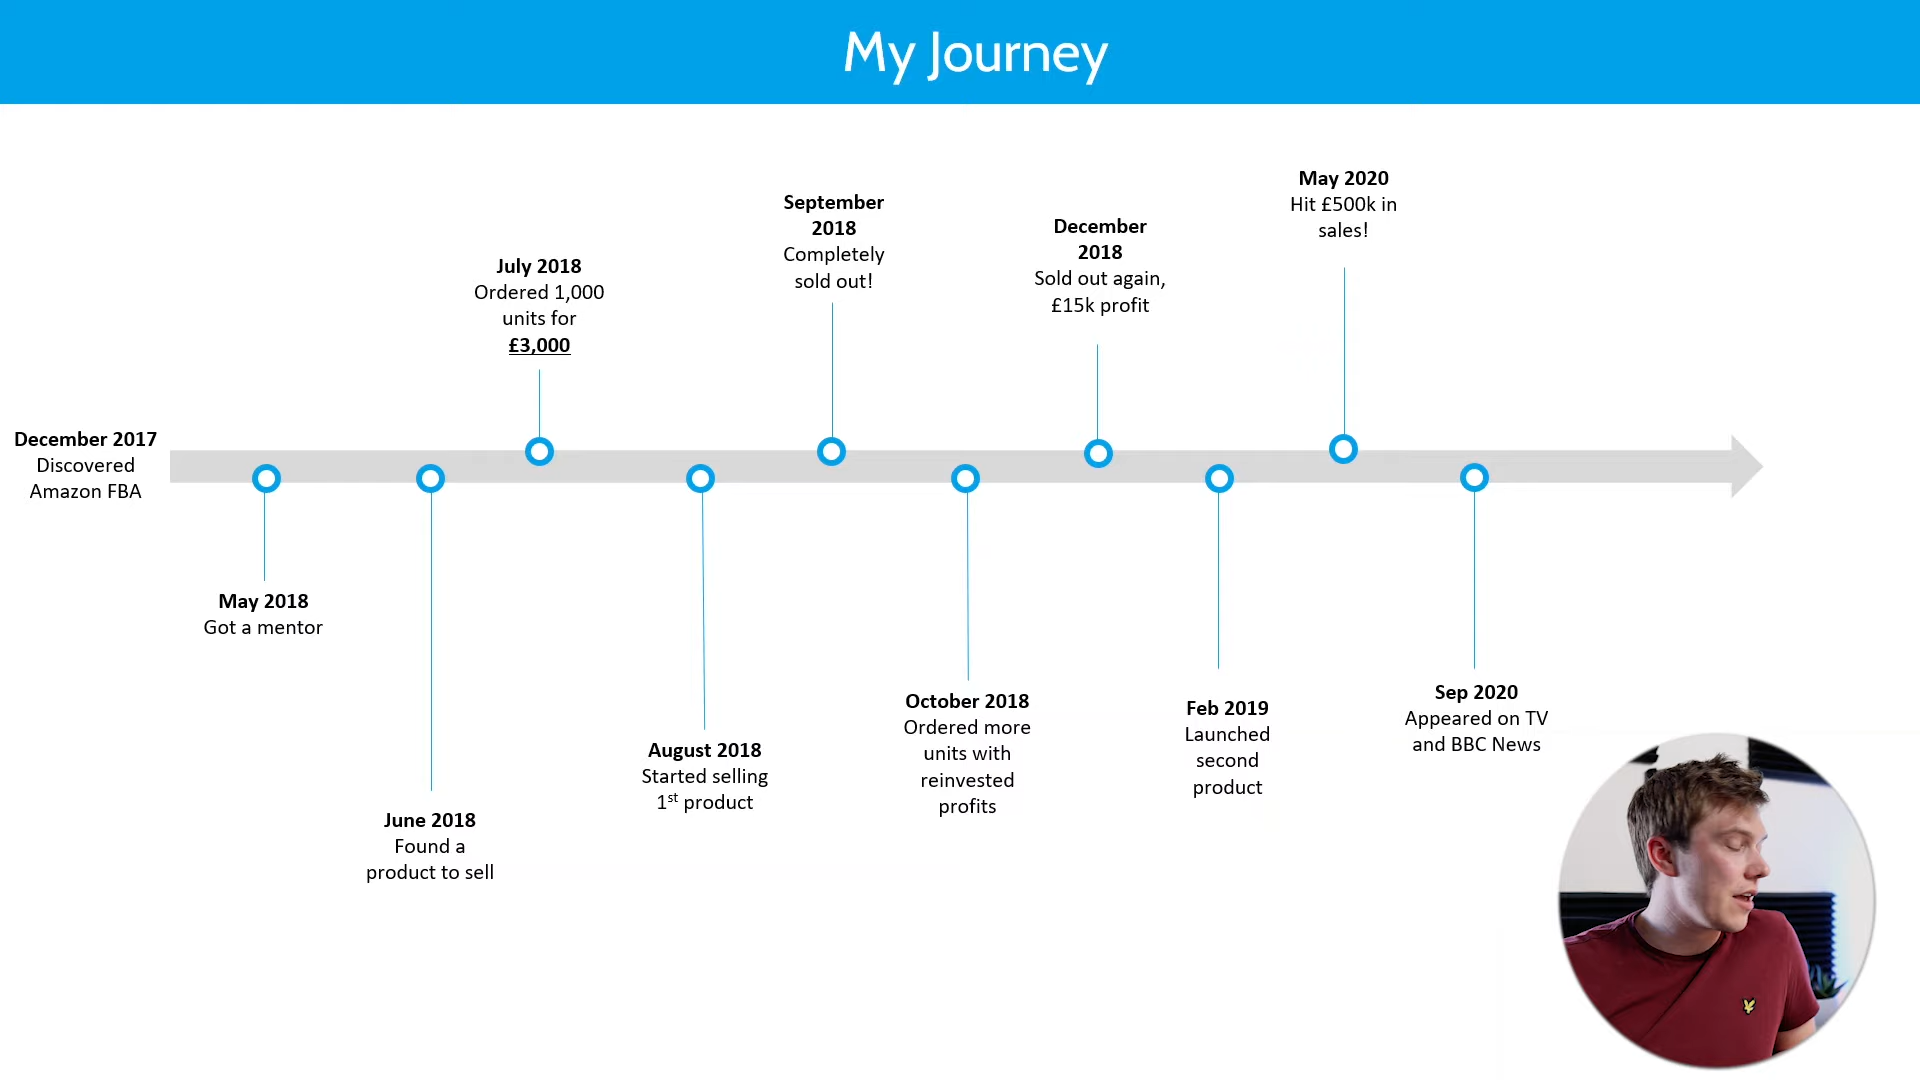 My Journey
December 2017
Discovered
Amazon FBA
May 2018
Got a mentor
June 2018
Found a
product to sell
July 2018
Ordered 1,000
units for
£3,000
August 2018
Started selling
1st product
September
2018
Completely
sold out!
October 2018
Ordered more
units with
reinvested
profits
December
2018
Sold out again,
£15k profit
Feb 2019
Launched
second
product
May 2020
Hit £500k in
sales!
Sep 2020
Appeared on TV
and BBC News